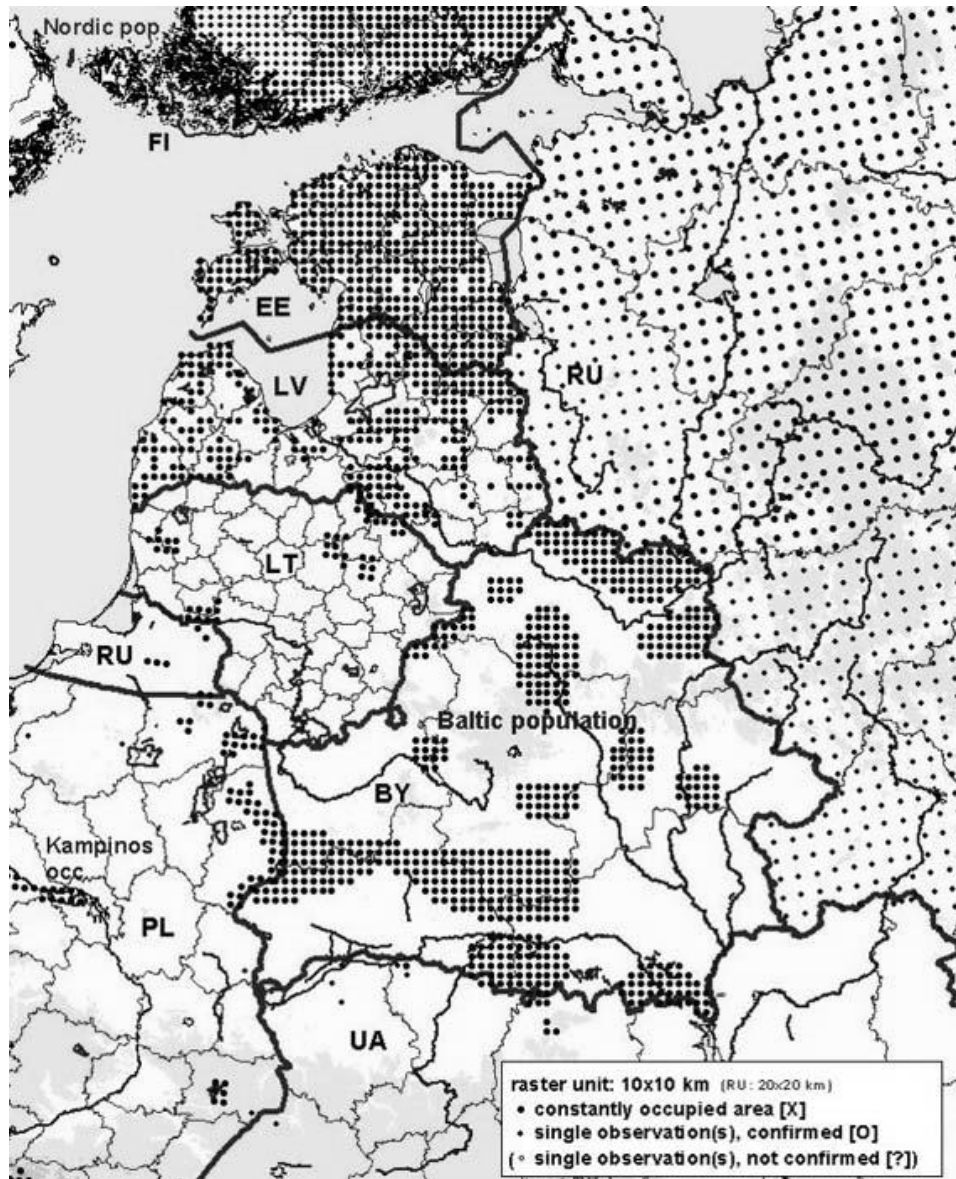 Nordic pop
FI
EE
LV
RU
LT
RU
Baltic population
BY
Kampinos
occ.
PL
UA
raster unit: 10x10 km (RU : 20x20 km)
• constantly occupied area [X]
• single observation(s), confirmed [O]
(◦ single observation(s), not confirmed [?])